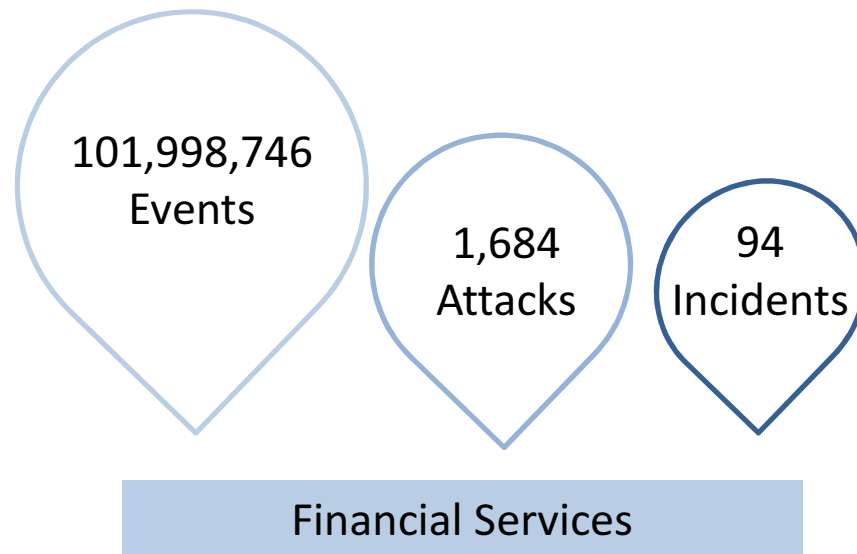 101,998,746
Events
1,684
Attacks
94
Incidents
Financial Services